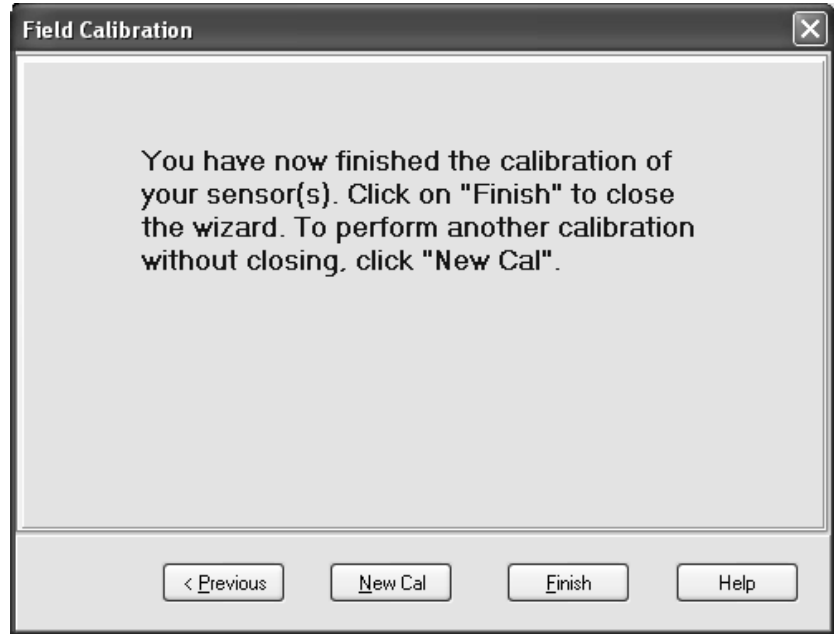 Field Calibration
You have now finished the calibration of
your sensor(s). Click on "Finish" to close
the wizard. To perform another calibration
without closing, click "New Cal".
< Previous New Cal Finish Help